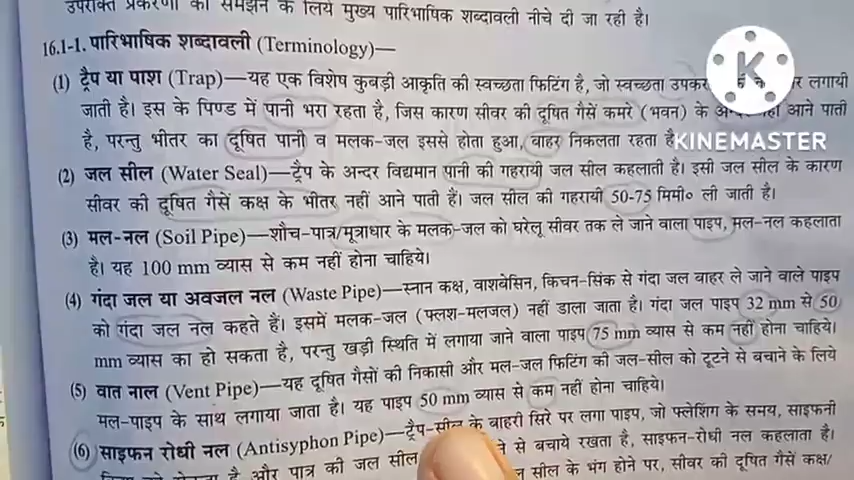 उपरोक्त प्रकरणों को समझने के लिये मुख्य पारिभाषिक शब्दावली नीचे दी जा रही है।
16.1-1. पारिभाषिक शब्दावली (Terminology)—
(1) ट्रैप या पाश (Trap)—यह एक विशेष कुबड़ी आकृति की स्वच्छता फिटिंग है, जो स्वच्छता लगायी
जाती है। इस के पिण्ड में पानी भरा रहता है, जिस कारण सीवर की दूषित गैसें कमरे (भवन) के आने पाती
है, परन्तु भीतर का दूषित पानी व मलक-जल इससे होता हुआ, बाहर निकलता रहता है
KINEMASTER
(2) जल सील (Water Seal)—ट्रैप के अन्दर विद्यमान पानी की गहरायी जल सील कहलाती है। इसी जल सील के कारण
सीवर की दूषित गैसें कक्ष के भीतर नहीं आने पाती हैं। जल सील की गहरायी 50-75 मिमी० ली जाती है।
(3) मल-नल (Soil Pipe)—शौच-पात्र/मूत्राधार के मलक-जल को घरेलू सीवर तक ले जाने वाला पाइप, मल-नल कहलाता
है। यह 100 mm व्यास से कम नहीं होना चाहिये।
(4) गंदा जल या अवजल नल (Waste Pipe)—स्नान कक्ष, वाशबेसिन, किचन-सिंक से गंदा जल बाहर ले जाने वाले पाइप
को गंदा जल नल कहते हैं। इसमें मलक-जल (फ्लश-मलजल) नहीं डाला जाता है। गंदा जल पाइप 32 mm से 50
mm व्यास का हो सकता है, परन्तु खड़ी स्थिति में लगाया जाने वाला पाइप 75 mm व्यास से कम नहीं होना चाहिये।
(5) वात नाल (Vent Pipe)—यह दूषित गैसों की निकासी और मल-जल फिटिंग की जल-सील को टूटने से बचाने के लिये
मल-पाइप के साथ लगाया जाता है। यह पाइप 50 mm व्यास से कम नहीं होना चाहिये।
(6) साइफन रोधी नल (Antisyphon Pipe)—ट्रैप-सील के बाहरी सिरे पर लगा पाइप, जो फ्लेशिंग के समय, साइफनी
से बचाये रखता है, साइफन-रोधी नल कहलाता है।
है और पात्र की जल सील सील के भंग होने पर, सीवर की दूषित गैसें कक्ष/